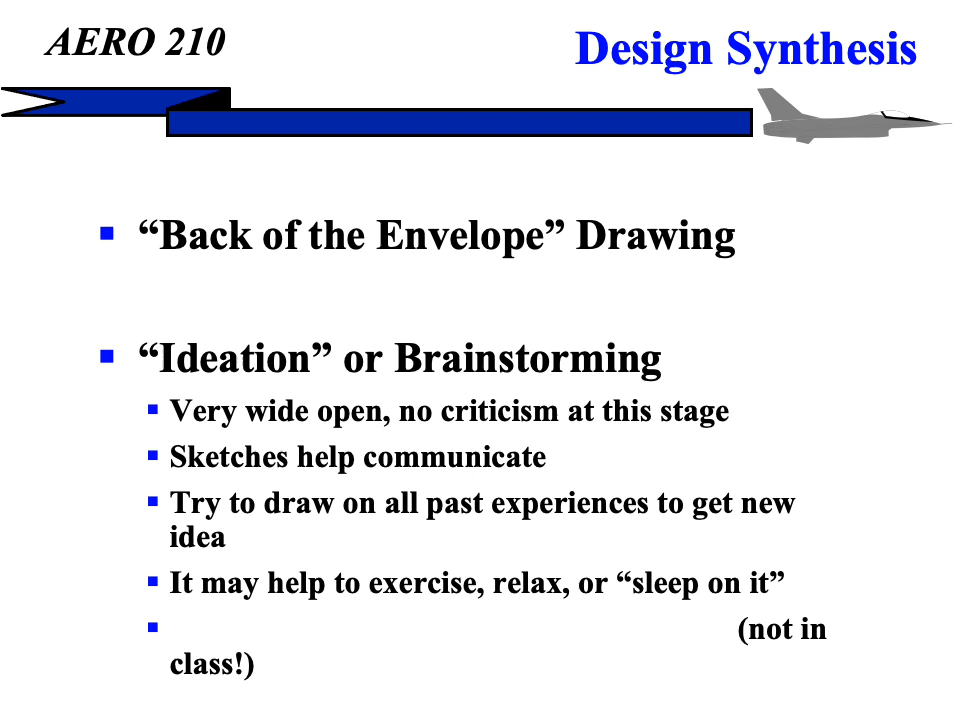 AERO 210
Design Synthesis
“Back of the Envelope” Drawing
“Ideation” or Brainstorming
Very wide open, no criticism at this stage
Sketches help communicate
Try to draw on all past experiences to get new
idea
It may help to exercise, relax, or “sleep on it”
(not in
class!)